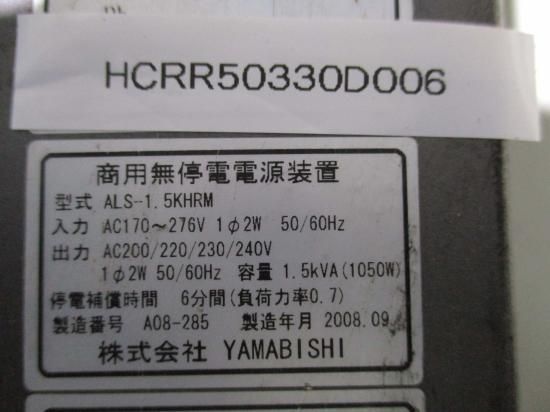 HCRR50330D006
商用無停電電源装置
型式 ALS-1.5KHRM
入力 AC170～276V 1φ2W 50/60Hz
出力 AC200/220/230/240V
1φ2W 50/60Hz 容量 1.5kVA(1050W)
停電補償時間 6分間(負荷力率0.7)
製造番号 A08-285 製造年月 2008.09
株式会社 YAMABISHI